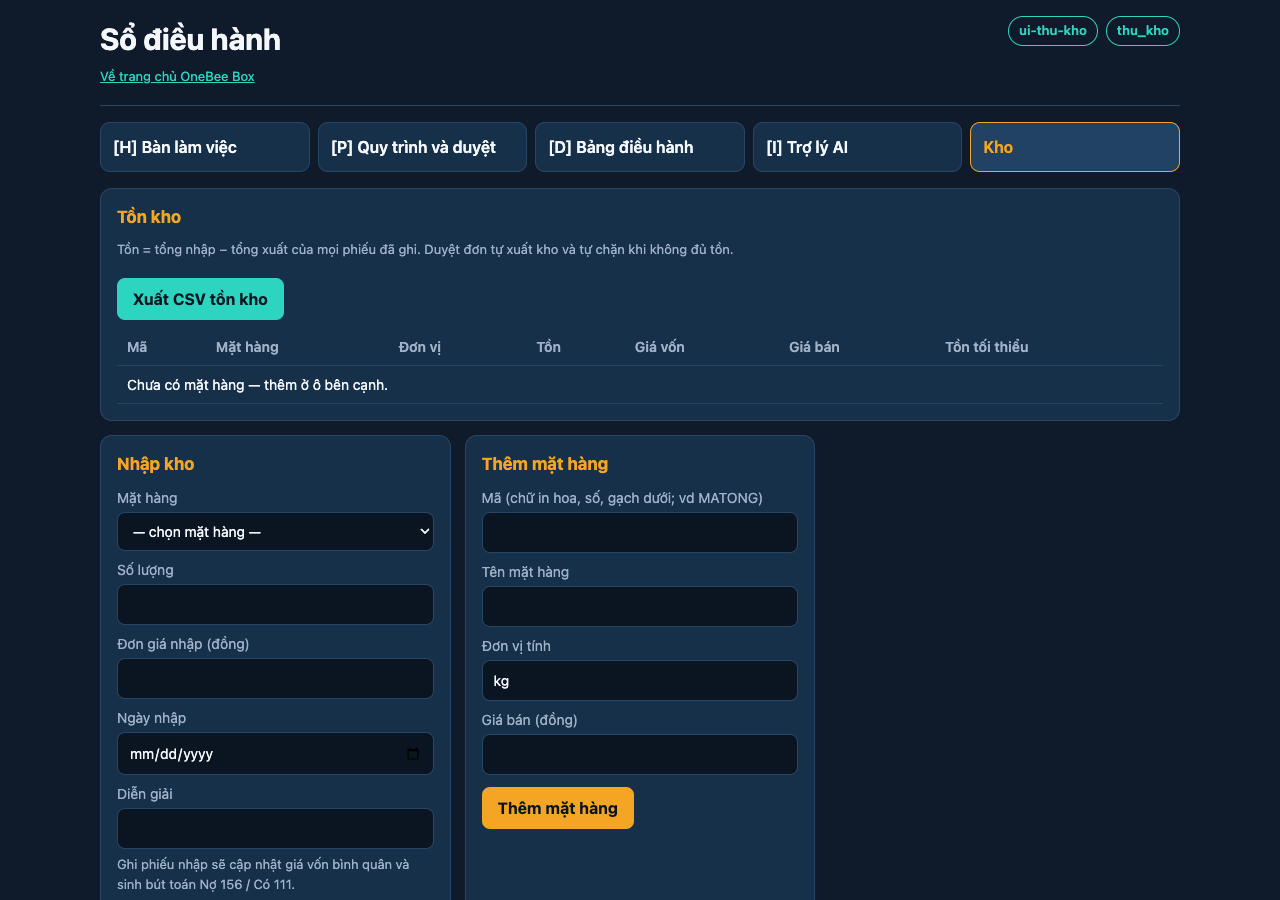 Sổ điều hành
ui-thu-kho
thu_kho
Về trang chủ OneBee Box
[H] Bàn làm việc
[P] Quy trình và duyệt
[D] Bảng điều hành
[I] Trợ lý AI
Kho
Tồn kho
Tồn = tổng nhập − tổng xuất của mọi phiếu đã ghi. Duyệt đơn tự xuất kho và tự chặn khi không đủ tồn.
Xuất CSV tồn kho
Mã Mặt hàng Đơn vị Tồn Giá vốn Giá bán Tồn tối thiểu
Chưa có mặt hàng — thêm ở ô bên cạnh.
Nhập kho
Mặt hàng
— chọn mặt hàng —
Số lượng
Đơn giá nhập (đồng)
Ngày nhập
mm/dd/yyyy
Diễn giải
Ghi phiếu nhập sẽ cập nhật giá vốn bình quân và
sinh bút toán Nợ 156 / Có 111.
Thêm mặt hàng
Mã (chữ in hoa, số, gạch dưới; vd MATONG)
Tên mặt hàng
Đơn vị tính
kg
Giá bán (đồng)
Thêm mặt hàng